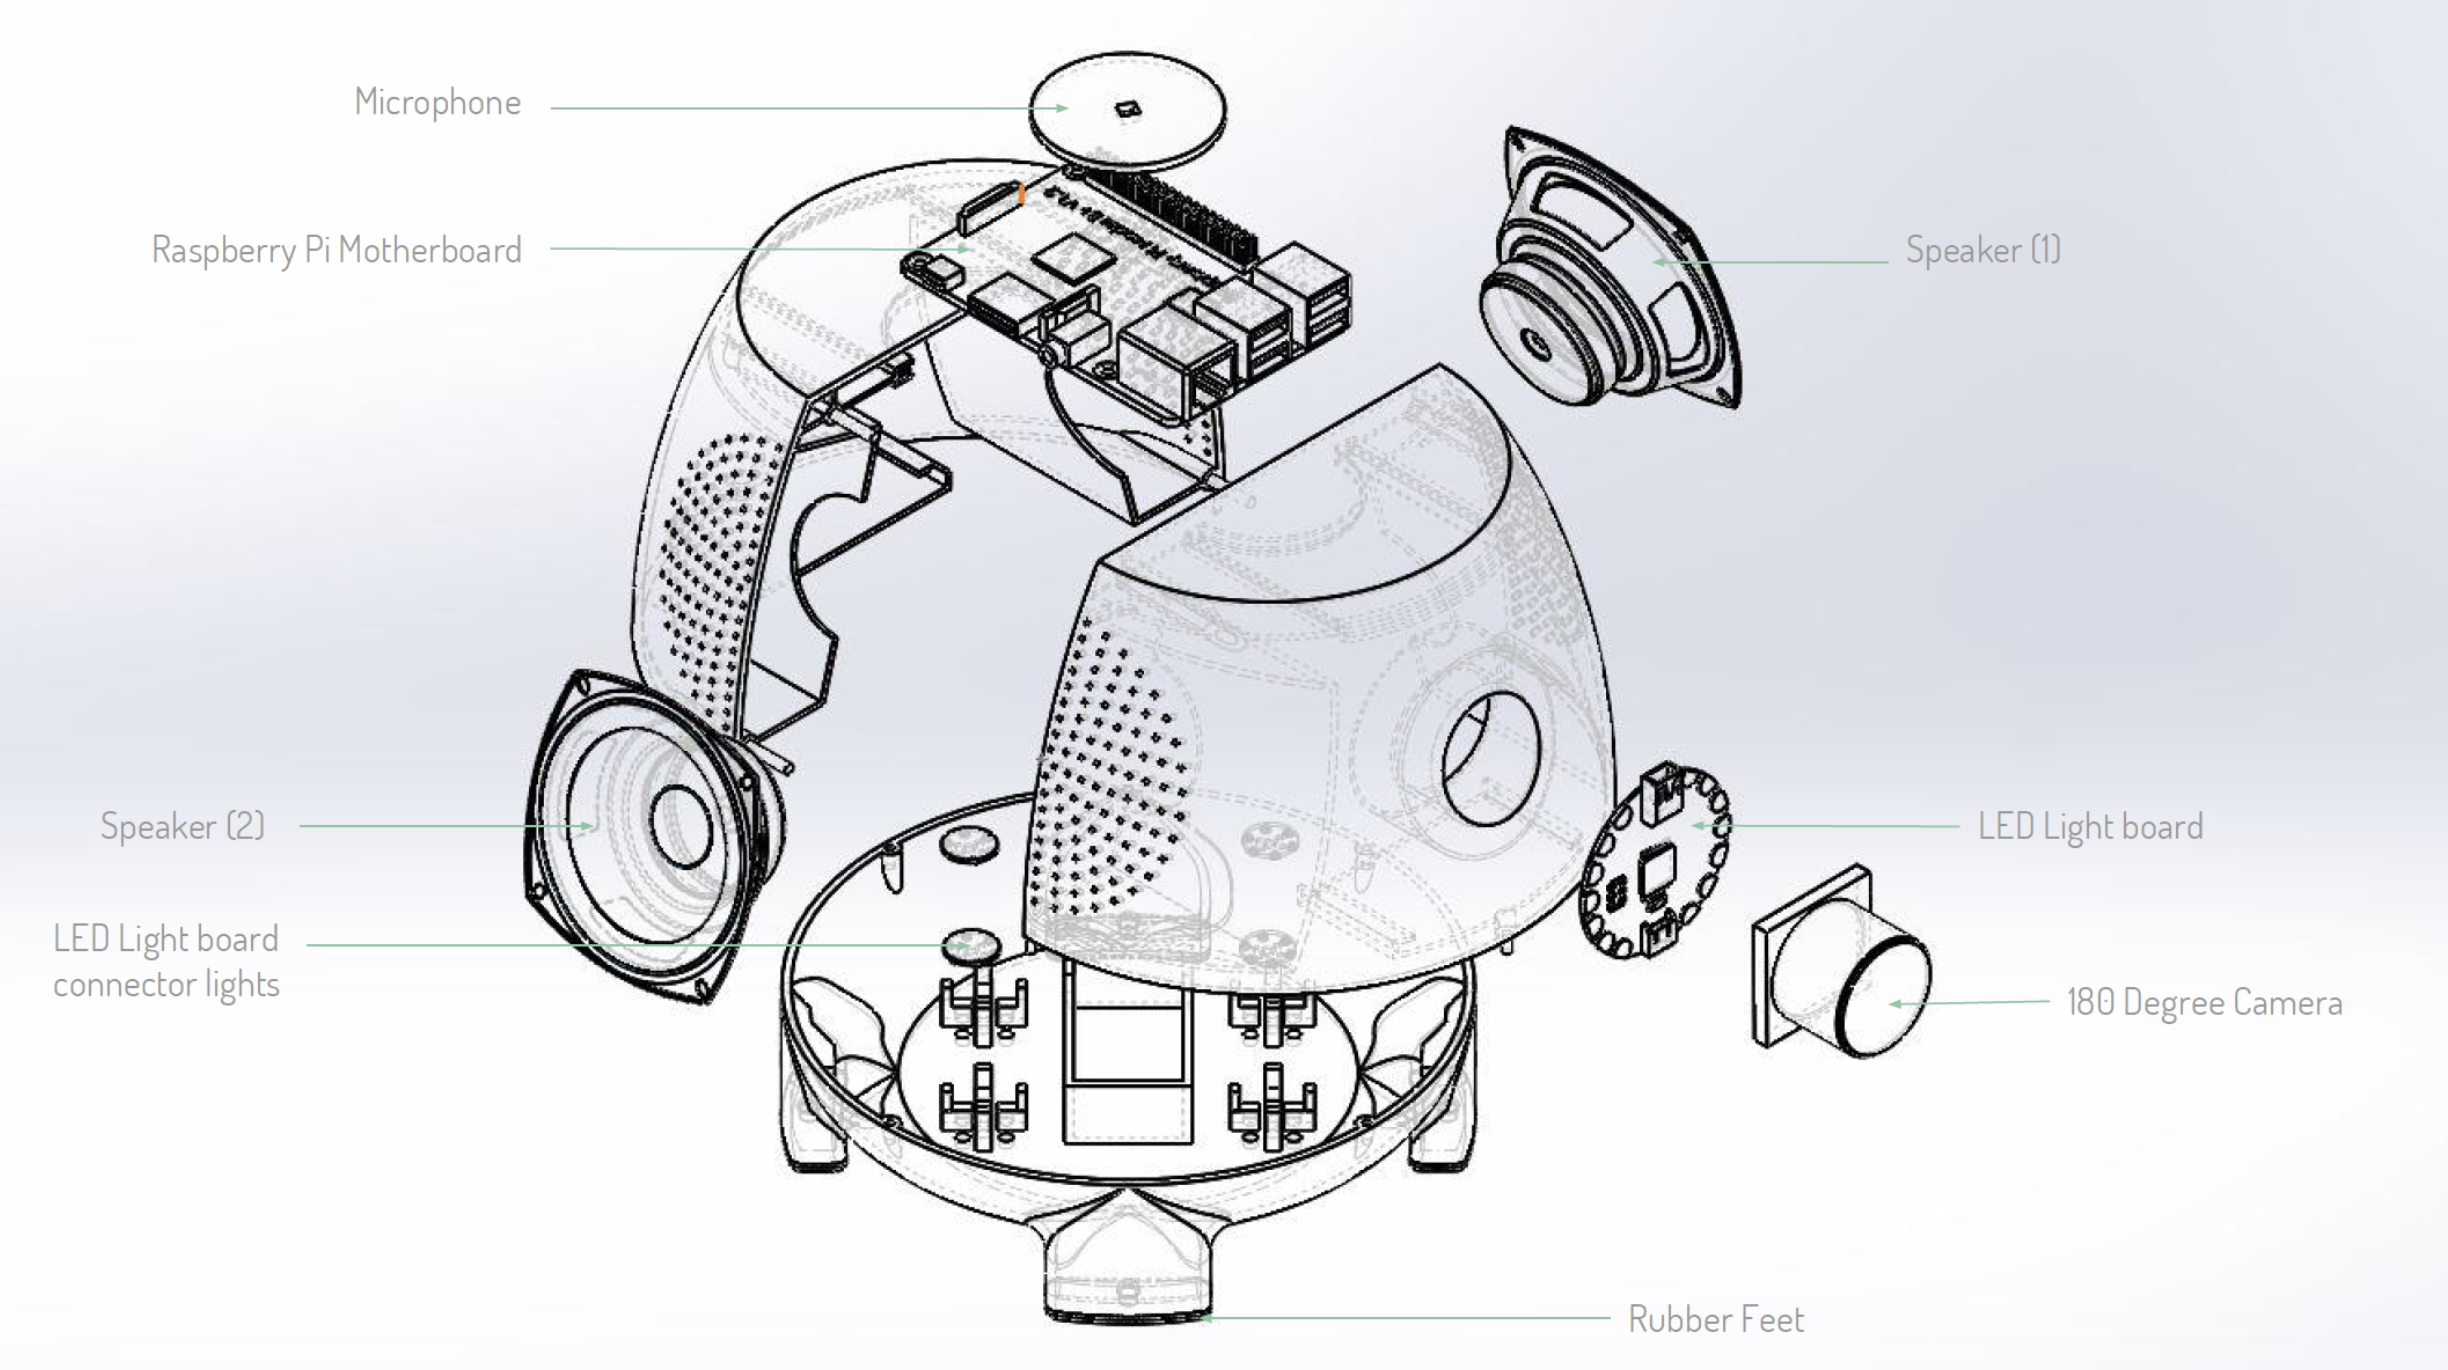 Microphone
Raspberry Pi Motherboard
Speaker (1)
Speaker (2)
LED Light board
LED Light board
connector lights
180 Degree Camera
Rubber Feet